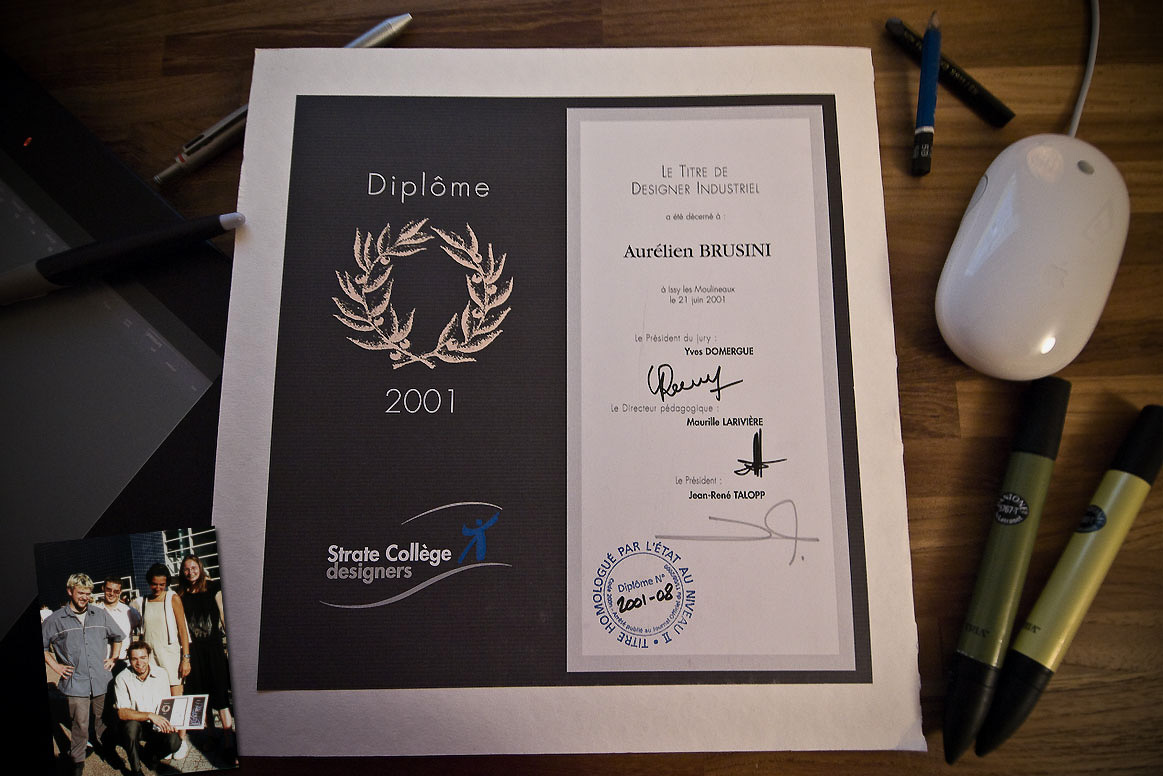 Diplôme
2001
Strate Collège
designers
Le Titre de
Designer Industriel
a été décerné à :
Aurélien BRUSINI
à Issy les Moulineaux
le 21 juin 2001
Le Président du jury :
Yves DOMERGUE
Le Directeur pédagogique :
Maurille LARIVIÈRE
Le Président :
Jean-René TALOPP
TITRE HOMOLOGUÉ PAR L'ÉTAT AU NIVEAU II
Diplôme N°
2001-08